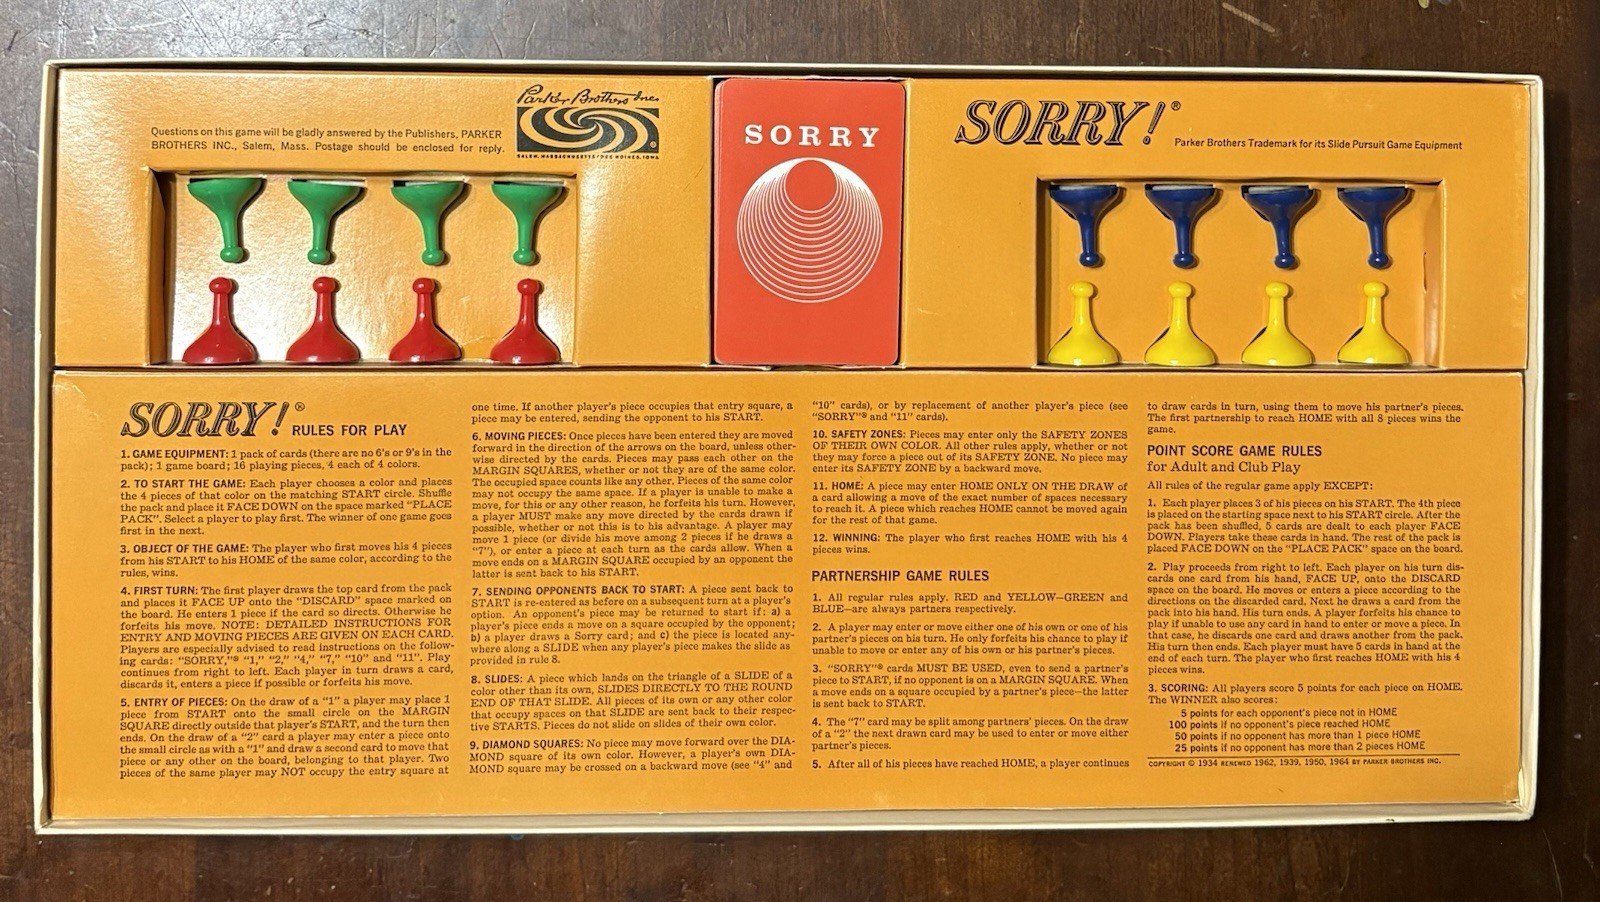 Parker Brothers Inc.
SALEM, MASSACHUSETTS * DES MOINES, IOWA
Questions on this game will be gladly answered by the Publishers, PARKER
BROTHERS INC., Salem, Mass. Postage should be enclosed for reply.
SORRY
SORRY!®
Parker Brothers Trademark for its Slide Pursuit Game Equipment
SORRY!® RULES FOR PLAY
1. GAME EQUIPMENT: 1 pack of cards (there are no 6's or 9's in the
pack); 1 game board; 16 playing pieces, 4 each of 4 colors.
2. TO START THE GAME: Each player chooses a color and places
the 4 pieces of that color on the matching START circle. Shuffle
the pack and place it FACE DOWN on the space marked "PLACE
PACK". Select a player to play first. The winner of one game goes
first in the next.
3. OBJECT OF THE GAME: The player who first moves his 4 pieces
from his START to his HOME of the same color, according to the
rules, wins.
4. FIRST TURN: The first player draws the top card from the pack
and places it FACE UP onto the "DISCARD" space marked on
the board. He enters 1 piece if the card so directs. Otherwise he
forfeits his move. NOTE: DETAILED INSTRUCTIONS FOR
ENTRY AND MOVING PIECES ARE GIVEN ON EACH CARD.
Players are especially advised to read instructions on the follow-
ing cards: "SORRY,"® "1," "2," "4," "7," "10" and "11". Play
continues from right to left. Each player in turn draws a card,
discards it, enters a piece if possible or forfeits his move.
5. ENTRY OF PIECES: On the draw of a "1" a player may place 1
piece from START onto the small circle on the MARGIN
SQUARE directly outside that player's START, and the turn then
ends. On the draw of a "2" card a player may enter a piece onto
the small circle as with a "1" and draw a second card to move that
piece or any other on the board, belonging to that player. Two
pieces of the same player may NOT occupy the entry square at
one time. If another player's piece occupies that entry square, a
piece may be entered, sending the opponent to his START.
6. MOVING PIECES: Once pieces have been entered they are moved
forward in the direction of the arrows on the board, unless other-
wise directed by the cards. Pieces may pass each other on the
MARGIN SQUARES, whether or not they are of the same color.
The occupied space counts like any other. Pieces of the same color
may not occupy the same space. If a player is unable to make a
move, for this or any other reason, he forfeits his turn. However,
a player MUST make any move directed by the cards drawn if
possible, whether or not this is to his advantage. A player may
move 1 piece (or divide his move among 2 pieces if he draws a
"7"), or enter a piece at each turn as the cards allow. When a
move ends on a MARGIN SQUARE occupied by an opponent the
latter is sent back to his START.
7. SENDING OPPONENTS BACK TO START: A piece sent back to
START is re-entered as before on a subsequent turn at a player's
option. An opponent's piece may be returned to start if: a) a
player's piece ends a move on a square occupied by the opponent;
b) a player draws a Sorry card; and c) the piece is located any-
where along a SLIDE when any player's piece makes the slide as
provided in rule 8.
8. SLIDES: A piece which lands on the triangle of a SLIDE of a
color other than its own, SLIDES DIRECTLY TO THE ROUND
END OF THAT SLIDE. All pieces of its own or any other color
that occupy spaces on that SLIDE are sent back to their respec-
tive STARTS. Pieces do not slide on slides of their own color.
9. DIAMOND SQUARES: No piece may move forward over the DIA-
MOND square of its own color. However, a player's own DIA-
MOND square may be crossed on a backward move (see "4" and
"10" cards), or by replacement of another player's piece (see
"SORRY"® and "11" cards).
10. SAFETY ZONES: Pieces may enter only the SAFETY ZONES
OF THEIR OWN COLOR. All other rules apply, whether or not
they may force a piece out of its SAFETY ZONE. No piece may
enter its SAFETY ZONE by a backward move.
11. HOME: A piece may enter HOME ONLY ON THE DRAW of
a card allowing a move of the exact number of spaces necessary
to reach it. A piece which reaches HOME cannot be moved again
for the rest of that game.
12. WINNING: The player who first reaches HOME with his 4
pieces wins.
PARTNERSHIP GAME RULES
1. All regular rules apply. RED and YELLOW—GREEN and
BLUE—are always partners respectively.
2. A player may enter or move either one of his own or one of his
partner's pieces on his turn. He only forfeits his chance to play if
unable to move or enter any of his own or his partner's pieces.
3. "SORRY"® cards MUST BE USED, even to send a partner's
piece to START, if no opponent is on a MARGIN SQUARE. When
a move ends on a square occupied by a partner's piece—the latter
is sent back to START.
4. The "7" card may be split among partners' pieces. On the draw
of a "2" the next drawn card may be used to enter or move either
partner's pieces.
5. After all of his pieces have reached HOME, a player continues
to draw cards in turn, using them to move his partner's pieces.
The first partnership to reach HOME with all 8 pieces wins the
game.
POINT SCORE GAME RULES
for Adult and Club Play
All rules of the regular game apply EXCEPT:
1. Each player places 3 of his pieces on his START. The 4th piece
is placed on the starting space next to his START circle. After the
pack has been shuffled, 5 cards are dealt to each player FACE
DOWN. Players take these cards in hand. The rest of the pack is
placed FACE DOWN on the "PLACE PACK" space on the board.
2. Play proceeds from right to left. Each player on his turn dis-
cards one card from his hand, FACE UP, onto the DISCARD
space on the board. He moves or enters a piece according to the
directions on the discarded card. Next he draws a card from the
pack into his hand. His turn ends. A player forfeits his chance to
play if unable to use any card in hand to enter or move a piece. In
that case, he discards one card and draws another from the pack.
His turn then ends. Each player must have 5 cards in hand at the
end of each turn. The player who first reaches HOME with his 4
pieces wins.
3. SCORING: All players score 5 points for each piece on HOME.
The WINNER also scores:
5 points for each opponent's piece not in HOME
100 points if no opponent's piece reached HOME
50 points if no opponent has more than 1 piece HOME
25 points if no opponent has more than 2 pieces HOME
COPYRIGHT © 1934 RENEWED 1962, 1939, 1950, 1964 BY PARKER BROTHERS INC.